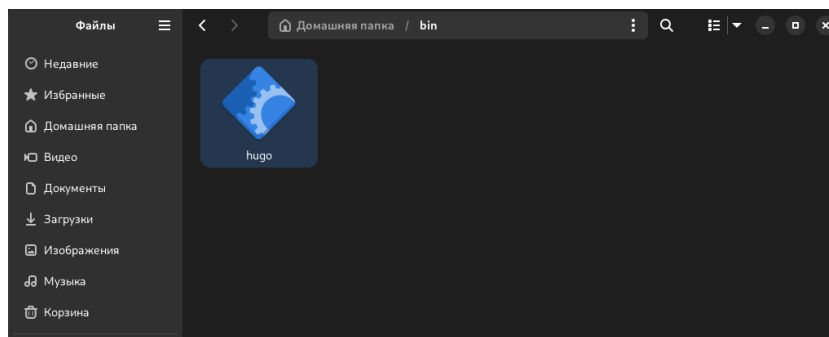 Файлы
Домашняя папка / bin
Недавние
Избранные
Домашняя папка
Видео
Документы
Загрузки
Изображения
Музыка
Корзина
hugo